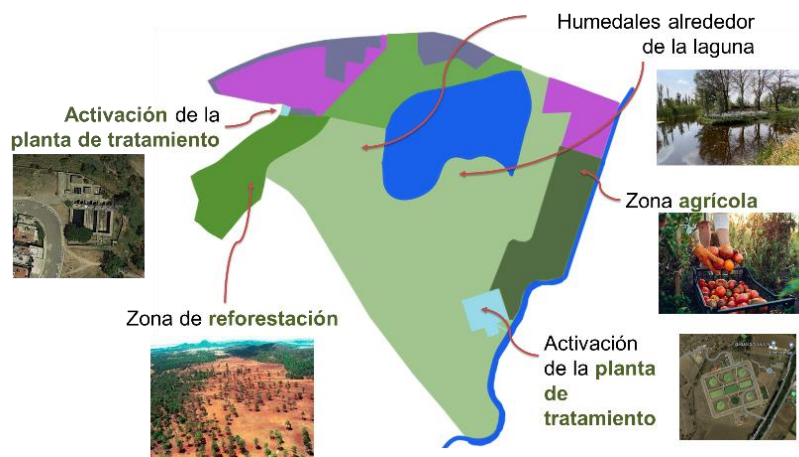 Humedales alrededor
de la laguna
Activación de la
planta de tratamiento
Zona agrícola
Zona de reforestación
Activación
de la planta
de
tratamiento